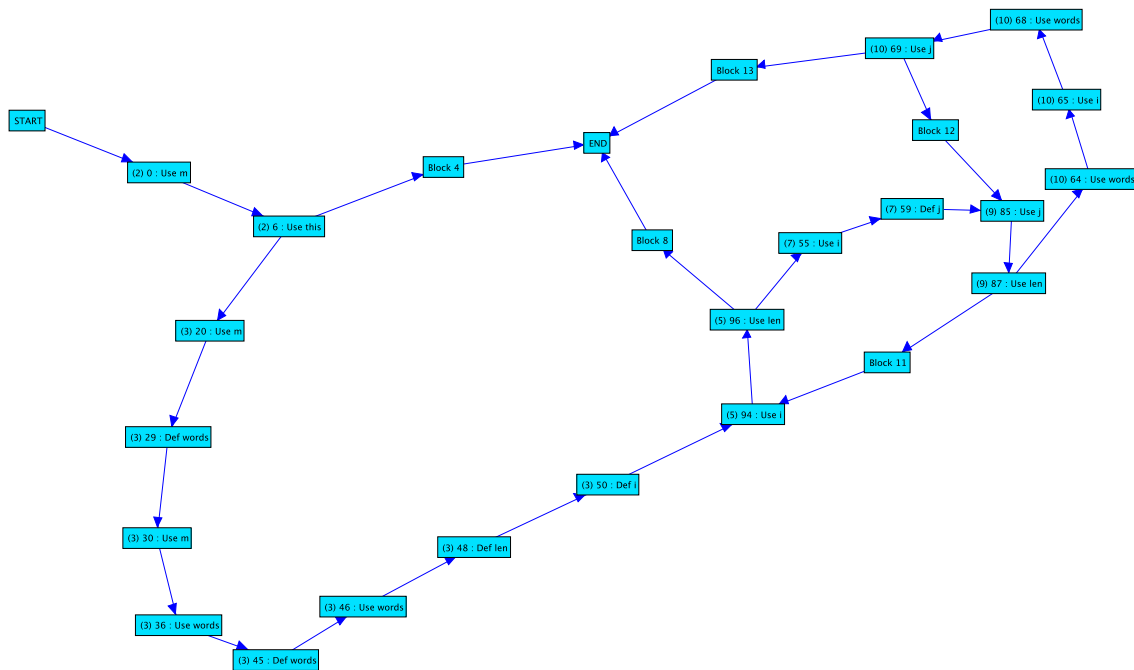 (10) 68 : Use words
(10) 69 : Use j
Block 13
(10) 65 : Use i
START
Block 12
END
Block 4
(2) 0 : Use m
(10) 64 : Use words
(7) 59 : Def j
(9) 85 : Use j
(2) 6 : Use this
Block 8
(7) 55 : Use i
(9) 87 : Use len
(5) 96 : Use len
(3) 20 : Use m
Block 11
(5) 94 : Use i
(3) 29 : Def words
(3) 50 : Def i
(3) 30 : Use m
(3) 48 : Def len
(3) 46 : Use words
(3) 36 : Use words
(3) 45 : Def words